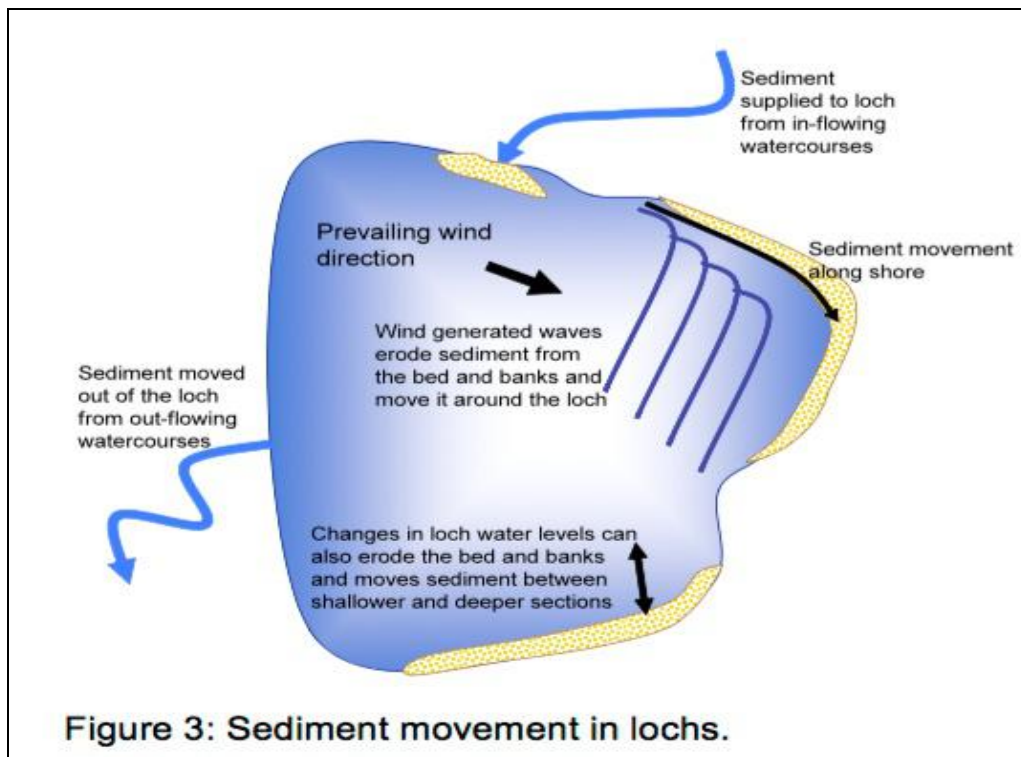 Sediment
supplied to loch
from in-flowing
watercourses
Prevailing wind
direction
Sediment movement
along shore
Wind generated waves
erode sediment from
the bed and banks and
move it around the loch
Sediment moved
out of the loch
from out-flowing
watercourses
Changes in loch water levels can
also erode the bed and banks
and moves sediment between
shallower and deeper sections
Figure 3: Sediment movement in lochs.